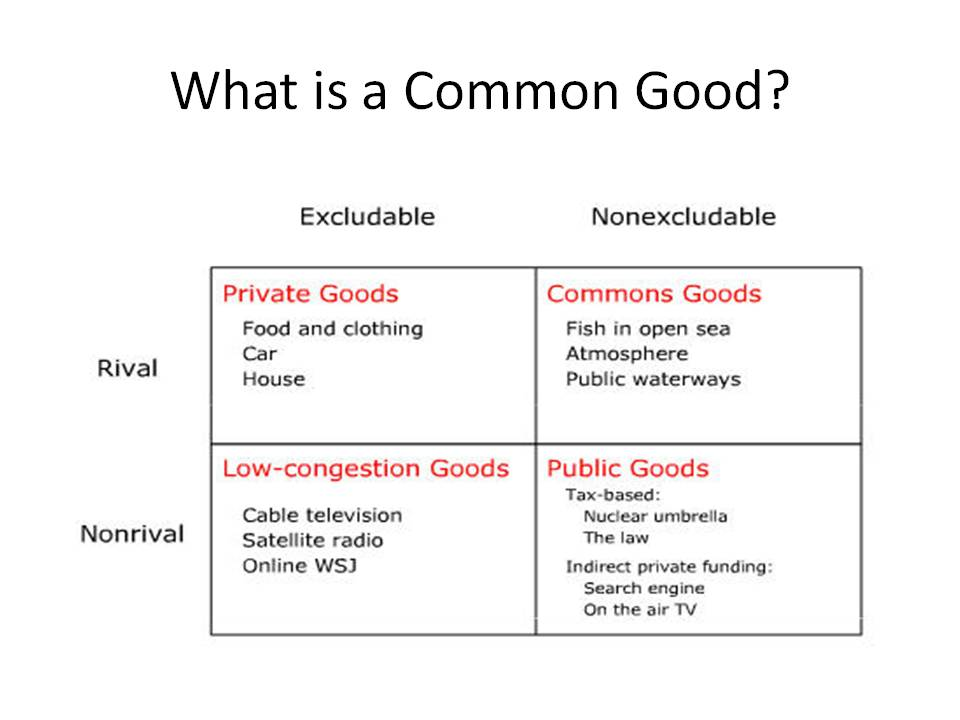 What is a Common Good?
Excludable
Nonexcludable
Rival
Private Goods
Food and clothing
Car
House
Commons Goods
Fish in open sea
Atmosphere
Public waterways
Nonrival
Low-congestion Goods
Cable television
Satellite radio
Online WSJ
Public Goods
Tax-based:
Nuclear umbrella
The law
Indirect private funding:
Search engine
On the air TV